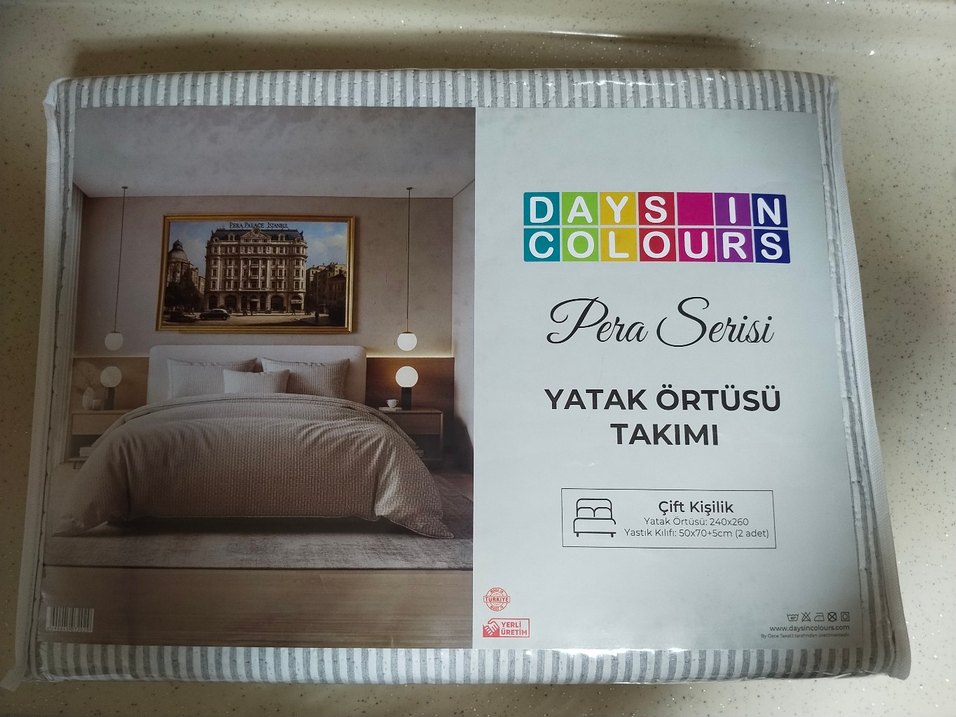 PERA PALACE ISTANBUL
DAYS IN
COLOURS
Pera Serisi
YATAK ÖRTÜSÜ
TAKIMI
Çift Kişilik
Yatak Örtüsü: 240x260
Yastık Kılıfı: 50x70+5cm (2 adet)
TÜRKİYE
YERLİ
ÜRETİM
www.daysincolours.com